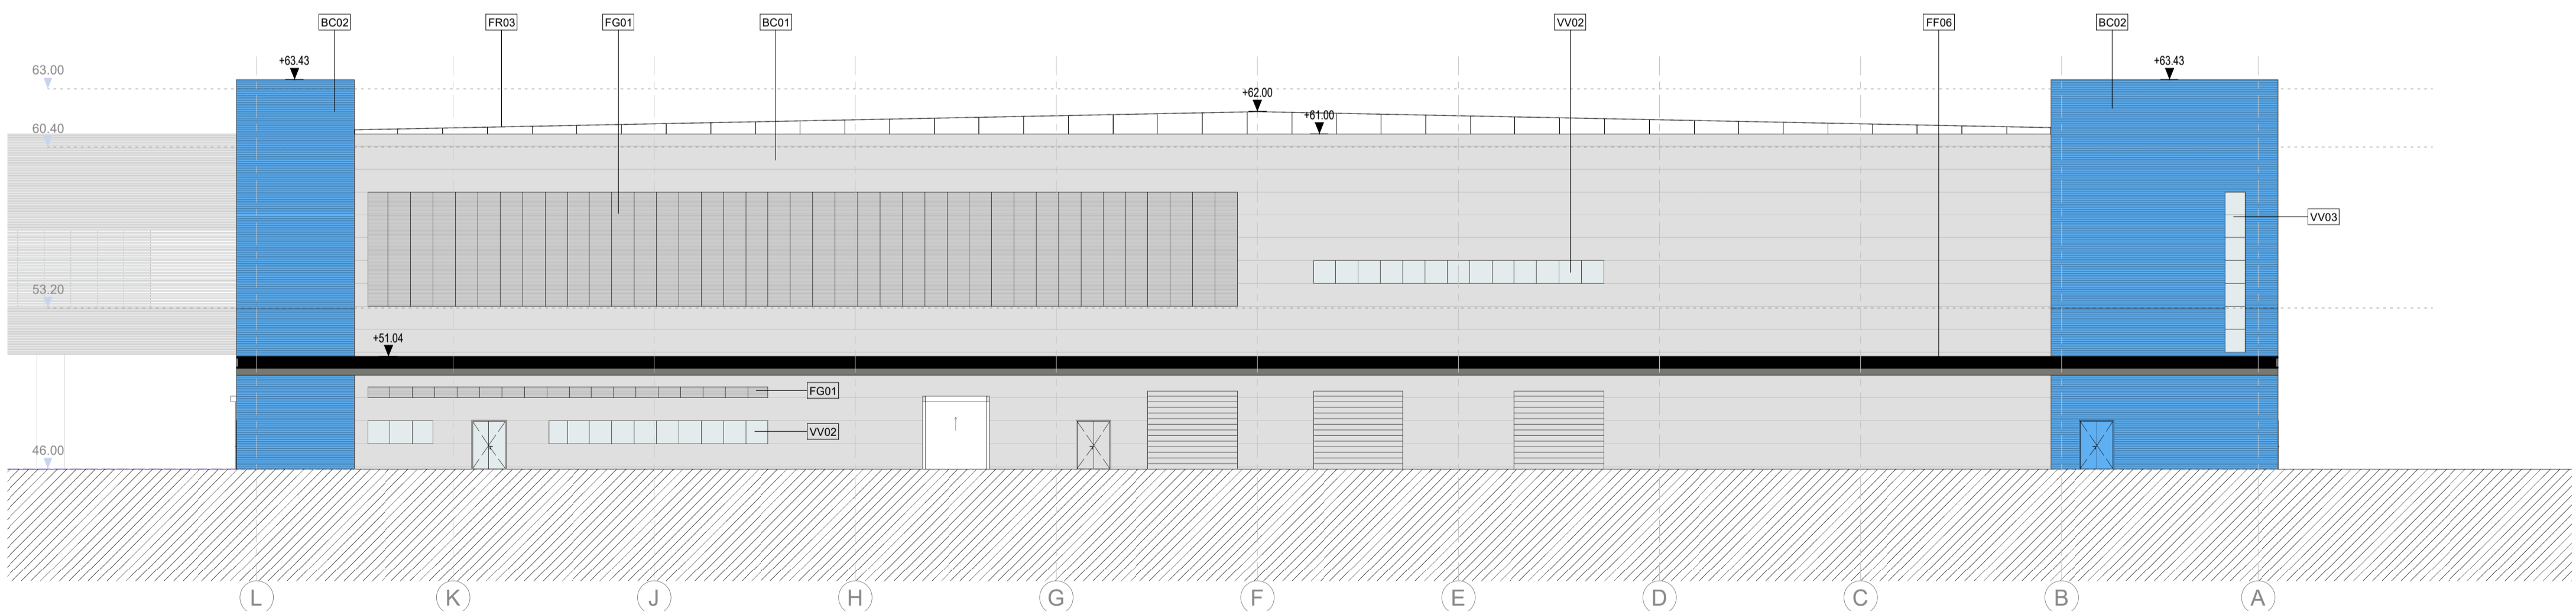 BC02
FR03
FG01
BC01
VV02
FF06
BC02
+63.43
+63.43
63.00
+62.00
+61.00
60.40
VV03
53.20
+51.04
FG01
VV02
46.00
L
K
J
H
G
F
E
D
C
B
A